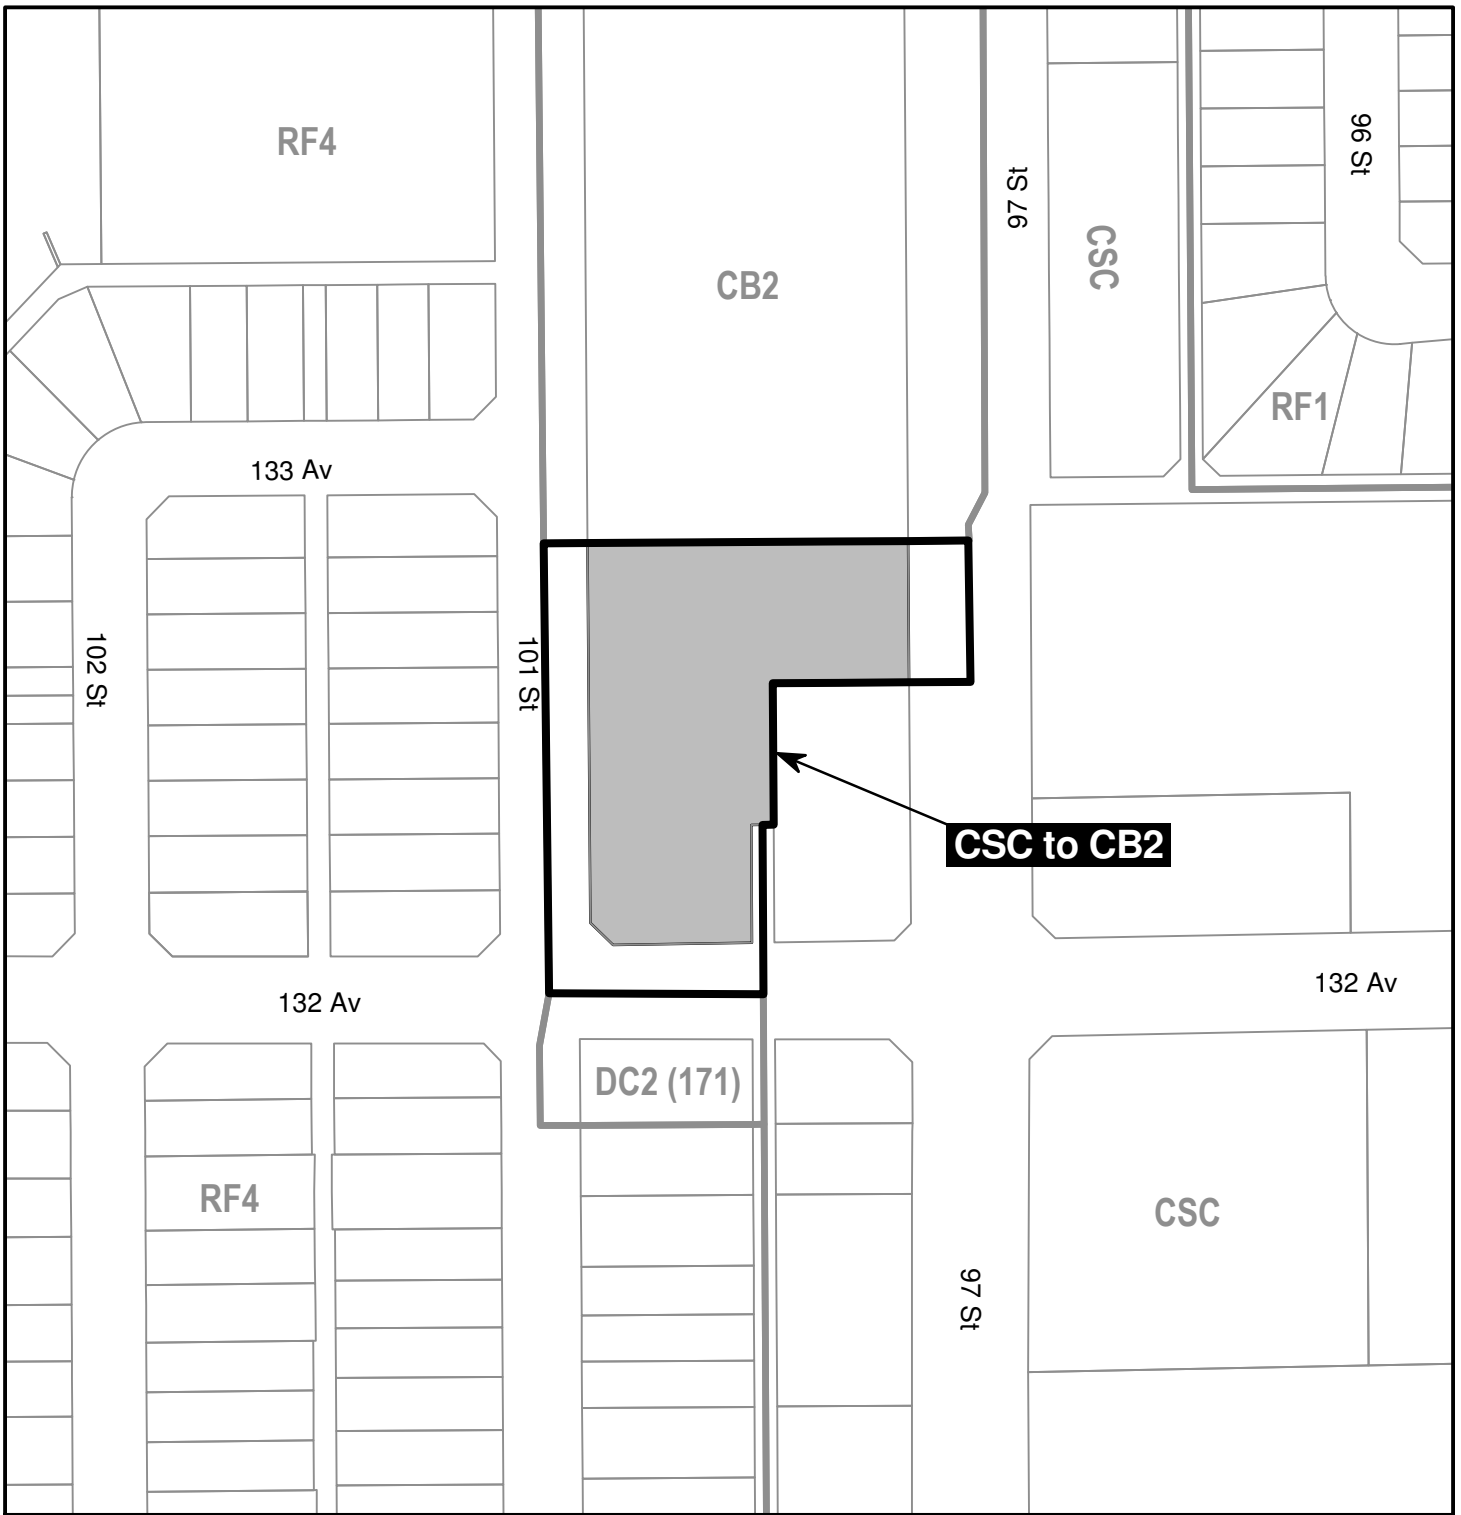 RF4
96 St
97 St
CSC
CB2
RF1
133 Av
102 St
101 St
CSC to CB2
132 Av
132 Av
DC2 (171)
RF4
CSC
97 St